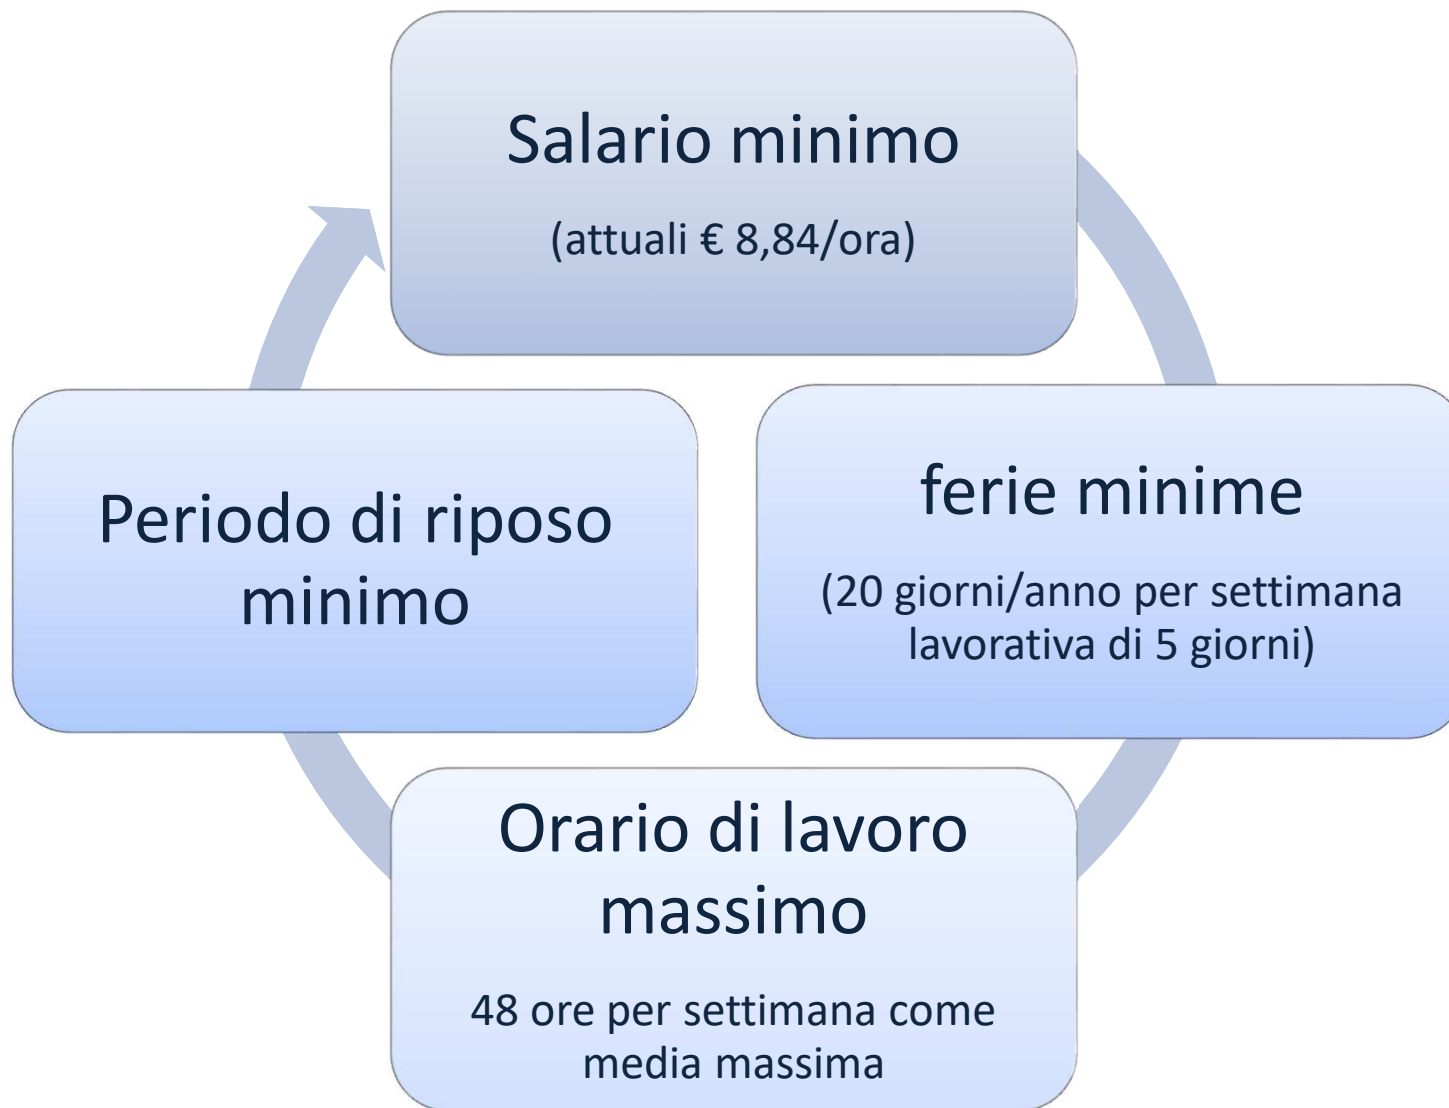 Salario minimo
(attuali € 8,84/ora)
ferie minime
(20 giorni/anno per settimana
lavorativa di 5 giorni)
Orario di lavoro
massimo
48 ore per settimana come
media massima
Periodo di riposo
minimo